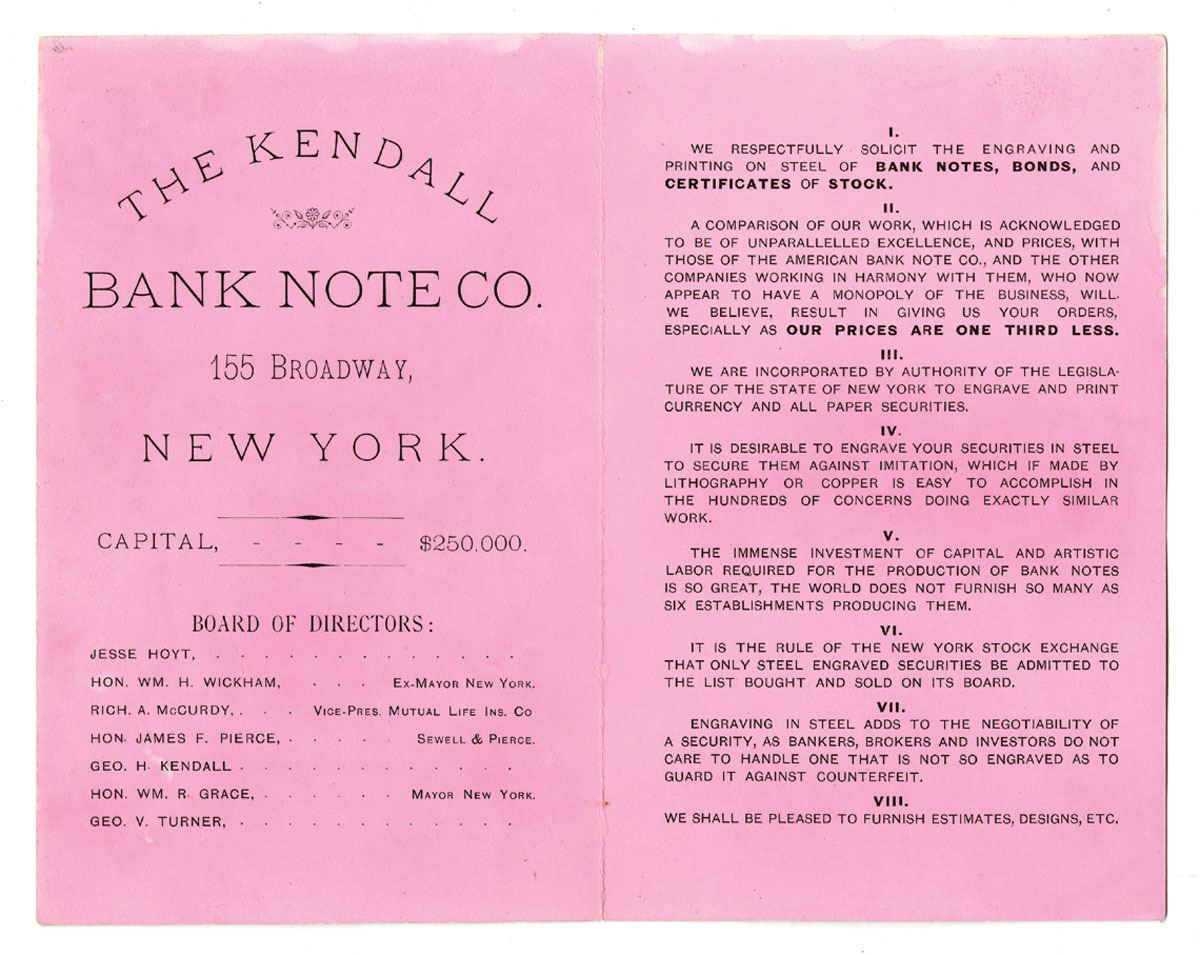 THE KENDALL
BANK NOTE CO.
155 BROADWAY,
NEW YORK.
CAPITAL, - - - - $250,000.
BOARD OF DIRECTORS:
JESSE HOYT, . . . . . . . . . . . . .
HON. WM. H. WICKHAM, . . . EX-MAYOR NEW YORK.
RICH. A. McCURDY, . . . VICE-PRES. MUTUAL LIFE INS. CO
HON. JAMES F. PIERCE, . . . . . SEWELL & PIERCE.
GEO. H. KENDALL . . . . . . . . . . . .
HON. WM. R. GRACE, . . . . . . MAYOR NEW YORK.
GEO. V. TURNER, . . . . . . . . . . . .
I.
WE RESPECTFULLY SOLICIT THE ENGRAVING AND
PRINTING ON STEEL OF BANK NOTES, BONDS, AND
CERTIFICATES OF STOCK.
II.
A COMPARISON OF OUR WORK, WHICH IS ACKNOWLEDGED
TO BE OF UNPARALLELLED EXCELLENCE, AND PRICES, WITH
THOSE OF THE AMERICAN BANK NOTE CO., AND THE OTHER
COMPANIES WORKING IN HARMONY WITH THEM, WHO NOW
APPEAR TO HAVE A MONOPOLY OF THE BUSINESS, WILL.
WE BELIEVE, RESULT IN GIVING US YOUR ORDERS,
ESPECIALLY AS OUR PRICES ARE ONE THIRD LESS.
III.
WE ARE INCORPORATED BY AUTHORITY OF THE LEGISLA-
TURE OF THE STATE OF NEW YORK TO ENGRAVE AND PRINT
CURRENCY AND ALL PAPER SECURITIES.
IV.
IT IS DESIRABLE TO ENGRAVE YOUR SECURITIES IN STEEL
TO SECURE THEM AGAINST IMITATION, WHICH IF MADE BY
LITHOGRAPHY OR COPPER IS EASY TO ACCOMPLISH IN
THE HUNDREDS OF CONCERNS DOING EXACTLY SIMILAR
WORK.
V.
THE IMMENSE INVESTMENT OF CAPITAL AND ARTISTIC
LABOR REQUIRED FOR THE PRODUCTION OF BANK NOTES
IS SO GREAT, THE WORLD DOES NOT FURNISH SO MANY AS
SIX ESTABLISHMENTS PRODUCING THEM.
VI.
IT IS THE RULE OF THE NEW YORK STOCK EXCHANGE
THAT ONLY STEEL ENGRAVED SECURITIES BE ADMITTED TO
THE LIST BOUGHT AND SOLD ON ITS BOARD.
VII.
ENGRAVING IN STEEL ADDS TO THE NEGOTIABILITY OF
A SECURITY, AS BANKERS, BROKERS AND INVESTORS DO NOT
CARE TO HANDLE ONE THAT IS NOT SO ENGRAVED AS TO
GUARD IT AGAINST COUNTERFEIT.
VIII.
WE SHALL BE PLEASED TO FURNISH ESTIMATES, DESIGNS, ETC.